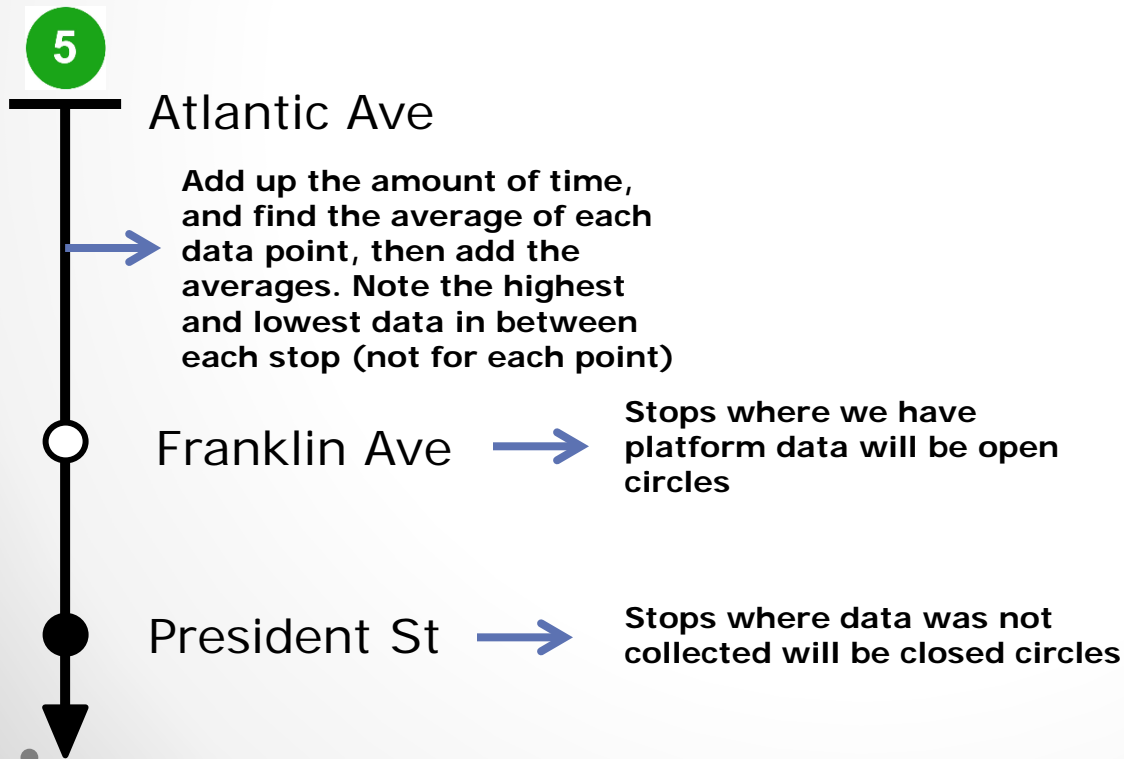 5
Atlantic Ave
Add up the amount of time,
and find the average of each
data point, then add the
averages. Note the highest
and lowest data in between
each stop (not for each point)
Franklin Ave
Stops where we have
platform data will be open
circles
President St
Stops where data was not
collected will be closed circles